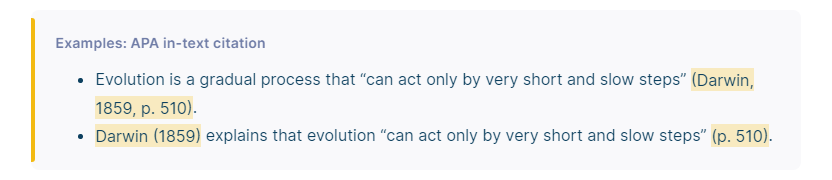 Examples: APA in-text citation
• Evolution is a gradual process that “can act only by very short and slow steps” (Darwin,
1859, p. 510).
• Darwin (1859) explains that evolution “can act only by very short and slow steps” (p. 510).